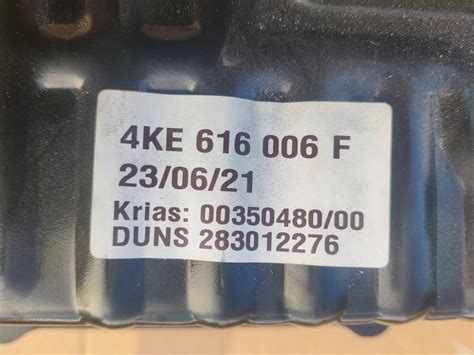 4KE 616 006 F
23/06/21
Krias: 00350480/00
DUNS 283012276